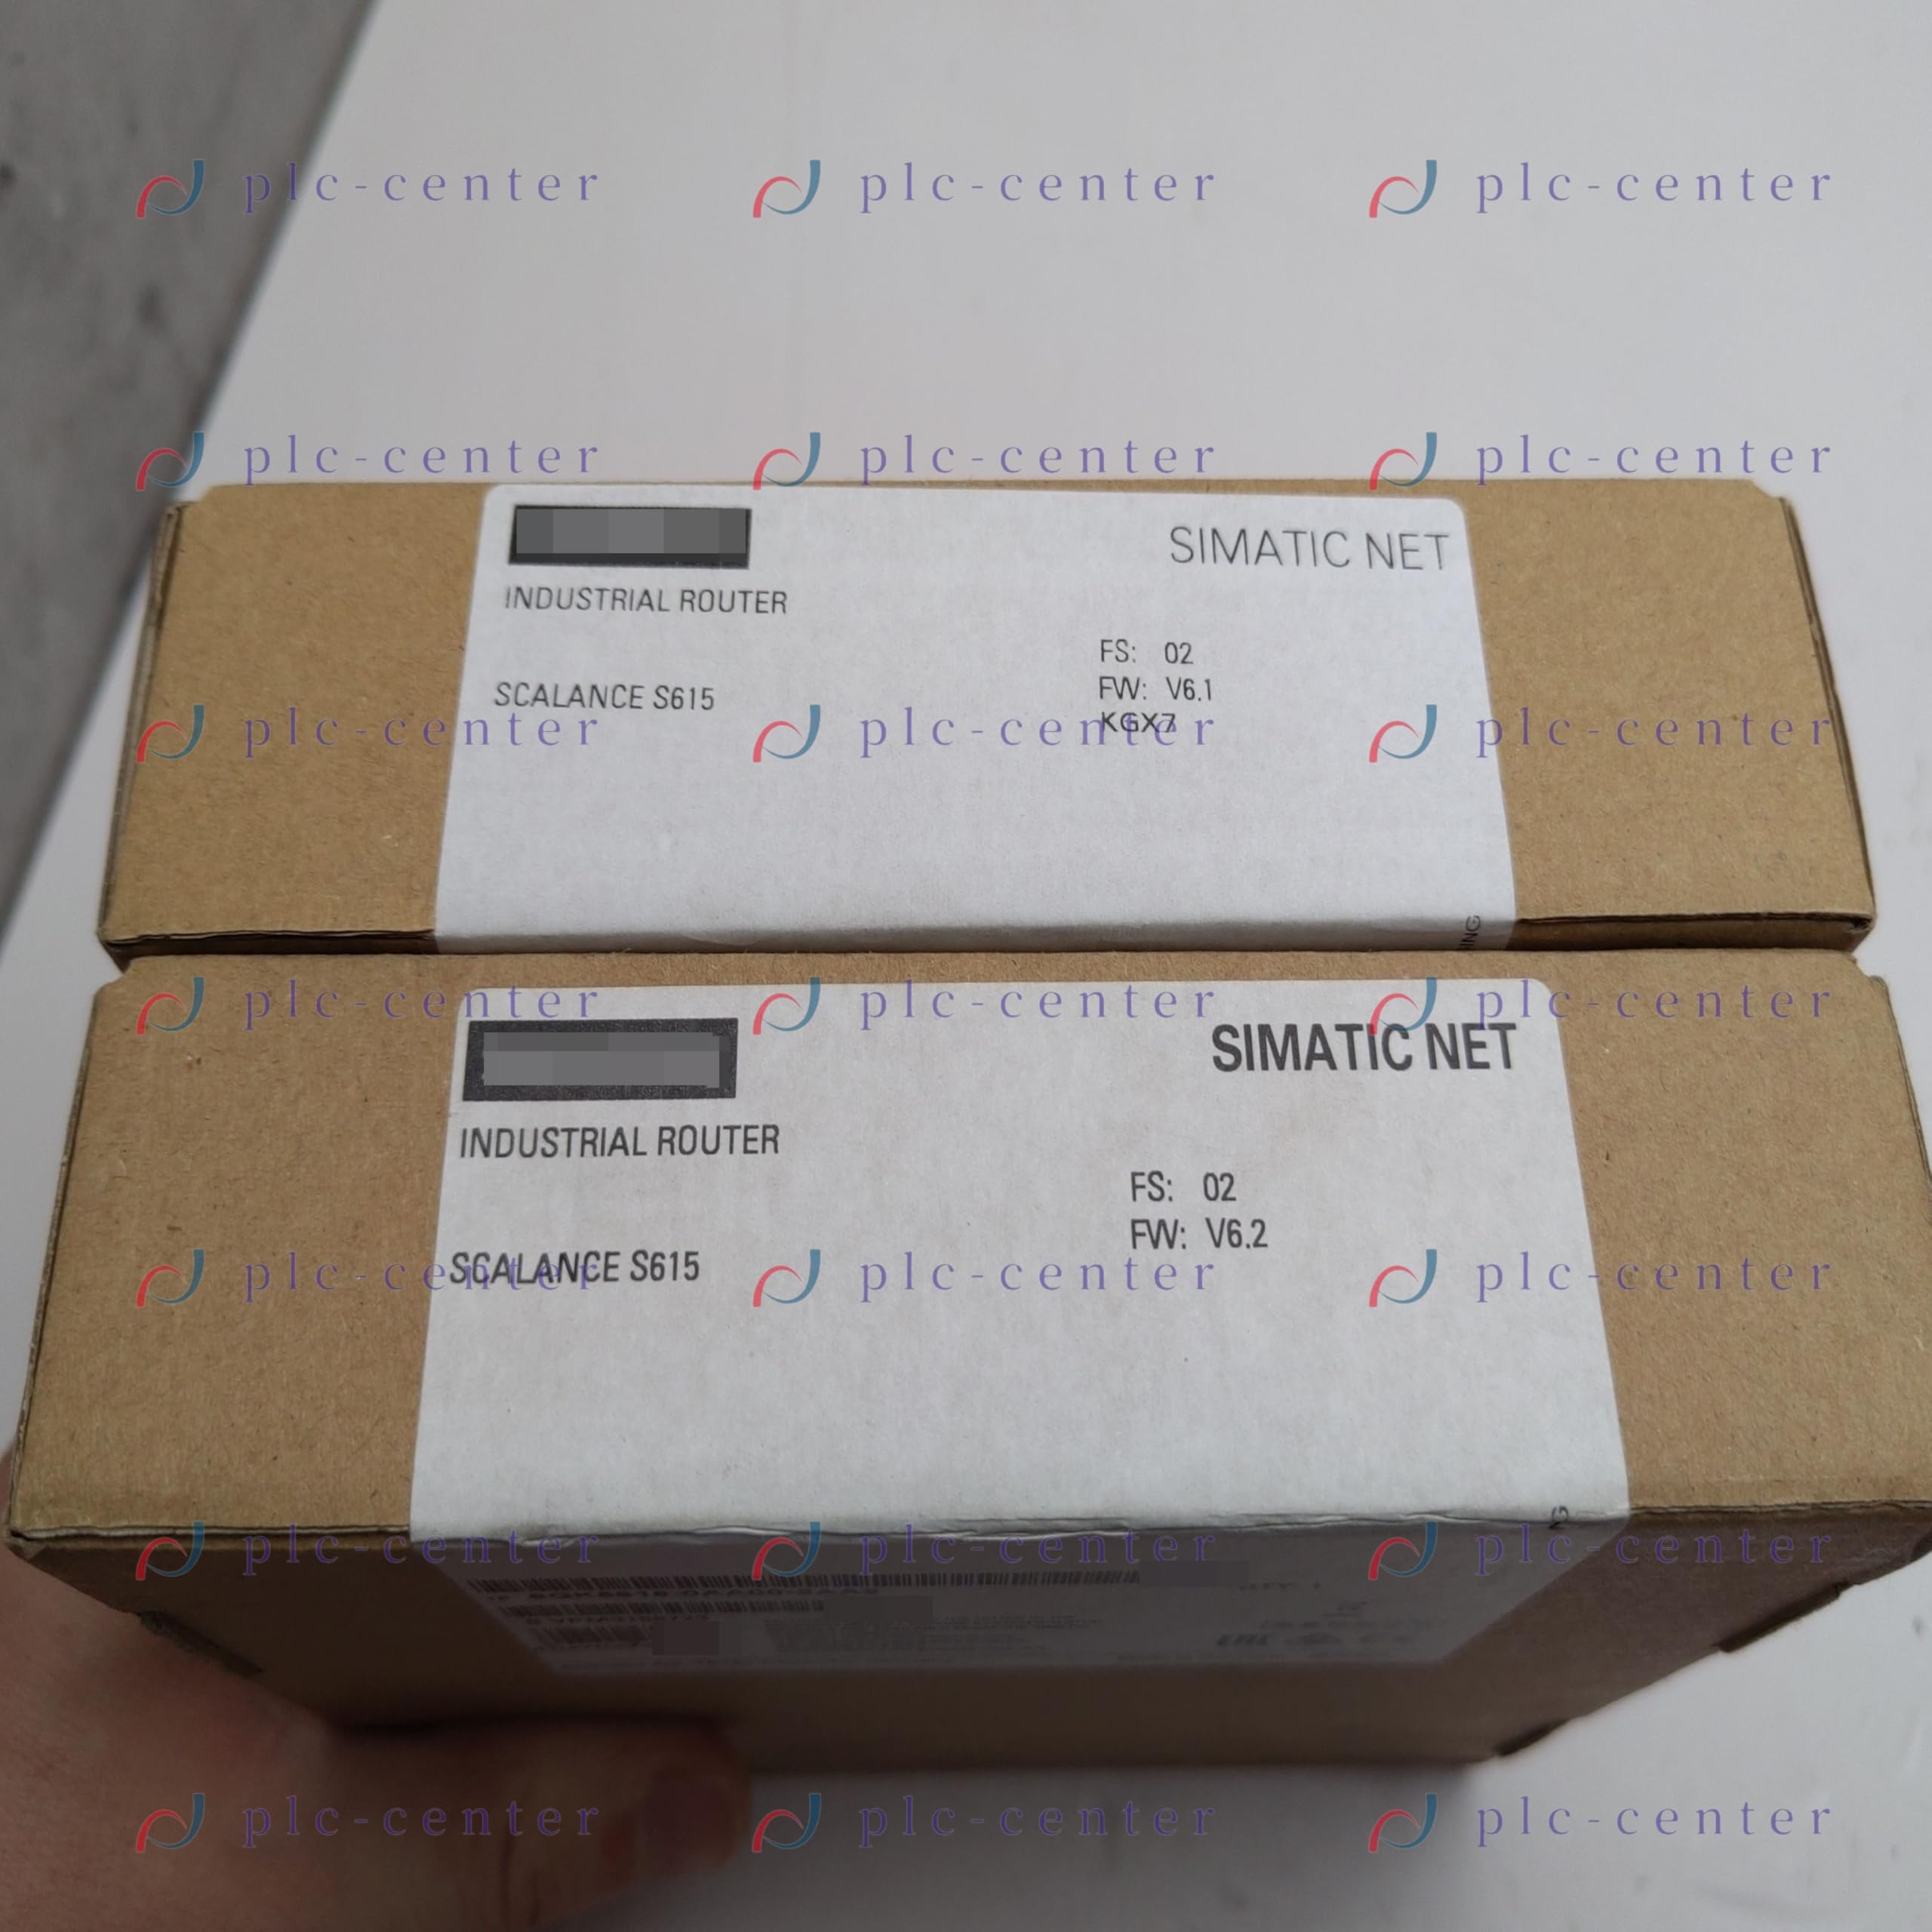 plc-center plc-center plc-center
plc-center plc-center plc-center
SIMATIC NET
INDUSTRIAL ROUTER
FS: 02
SCALANCE S615
FW: V6.1
KGX7
plc-center plc-center plc-center
ING
plc-center plc-center plc-center
SIMATIC NET
INDUSTRIAL ROUTER
FS: 02
FW: V6.2
SCALANCE S615
plc-center plc-center plc-center
NG
plc-center plc-center plc-center
plc-center plc-center plc-center